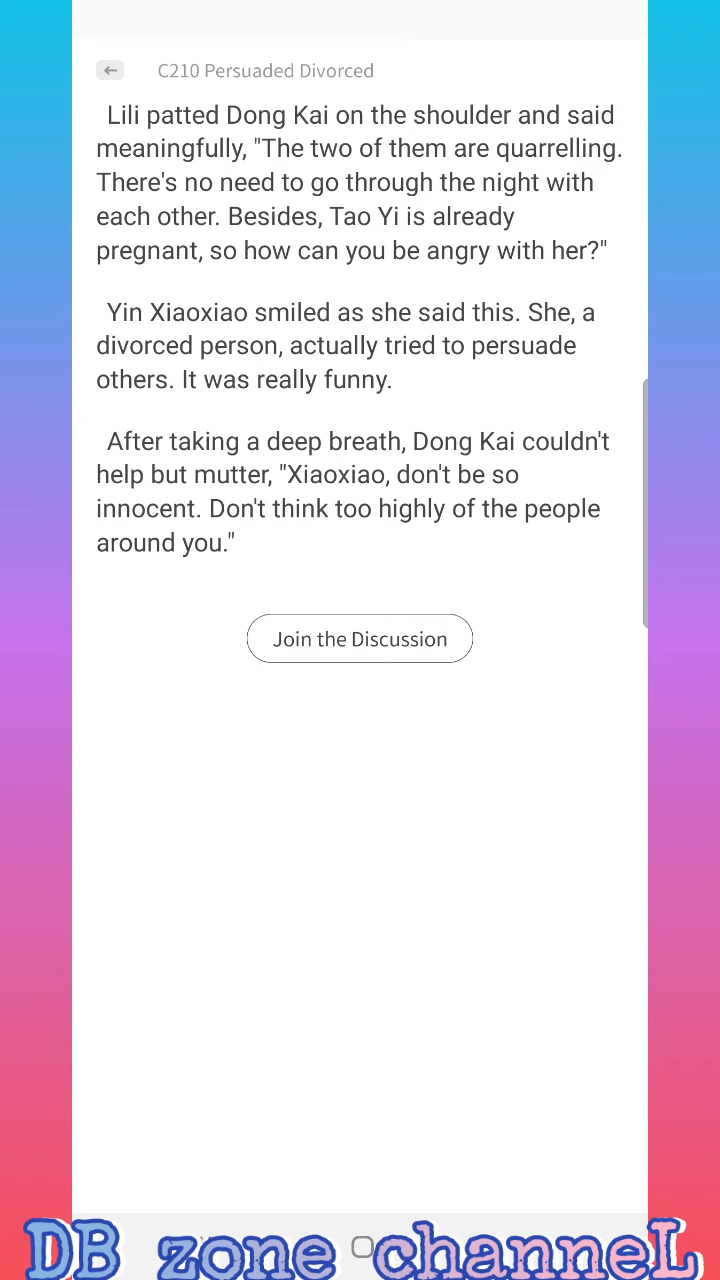 C210 Persuaded Divorced
Lili patted Dong Kai on the shoulder and said
meaningfully, "The two of them are quarrelling.
There's no need to go through the night with
each other. Besides, Tao Yi is already
pregnant, so how can you be angry with her?"
Yin Xiaoxiao smiled as she said this. She, a
divorced person, actually tried to persuade
others. It was really funny.
After taking a deep breath, Dong Kai couldn't
help but mutter, "Xiaoxiao, don't be so
innocent. Don't think too highly of the people
around you."
Join the Discussion
DB zone channeL